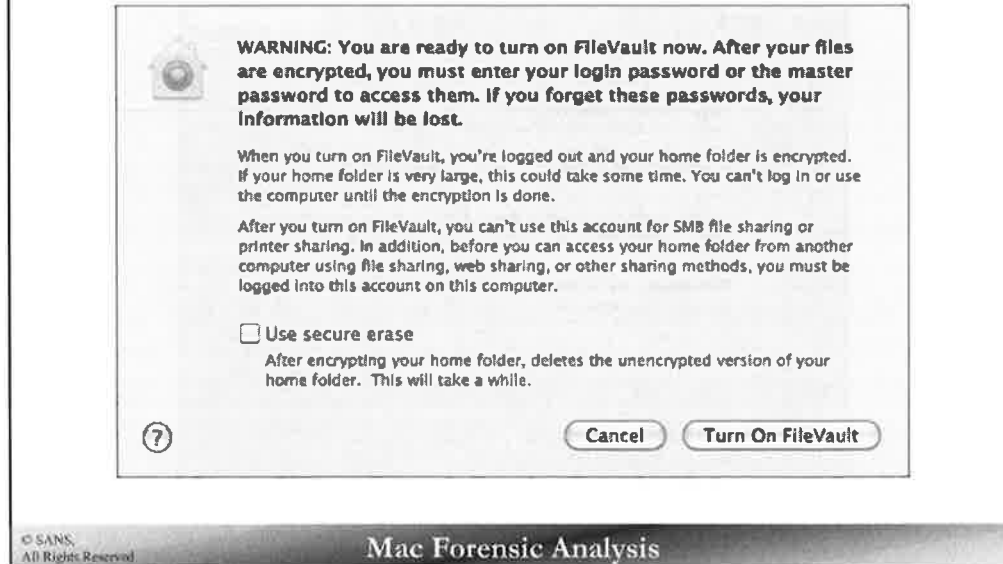 WARNING: You are ready to turn on FileVault now. After your files
are encrypted, you must enter your login password or the master
password to access them. If you forget these passwords, your
information will be lost.
When you turn on FileVault, you're logged out and your home folder is encrypted.
If your home folder is very large, this could take some time. You can't log in or use
the computer until the encryption is done.
After you turn on FileVault, you can't use this account for SMB file sharing or
printer sharing. In addition, before you can access your home folder from another
computer using file sharing, web sharing, or other sharing methods, you must be
logged into this account on this computer.
Use secure erase
After encrypting your home folder, deletes the unencrypted version of your
home folder. This will take a while.
?
Cancel
Turn On FileVault
© SANS,
All Rights Reserved
Mac Forensic Analysis